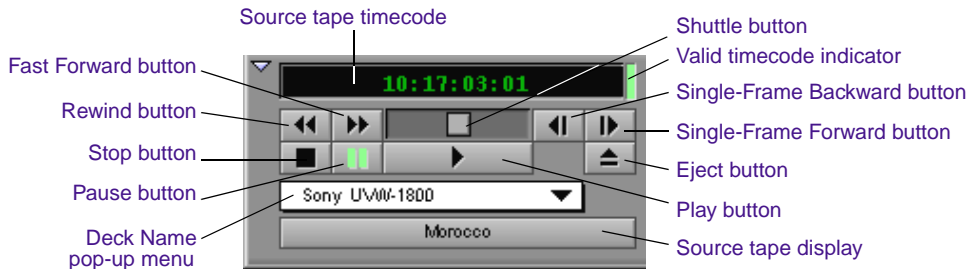 Source tape timecode
Shuttle button
Valid timecode indicator
Fast Forward button
10:17:03:01
Single-Frame Backward button
Rewind button
Single-Frame Forward button
Stop button
Eject button
Pause button
Sony UVW-1800
Play button
Deck Name
pop-up menu
Morocco
Source tape display